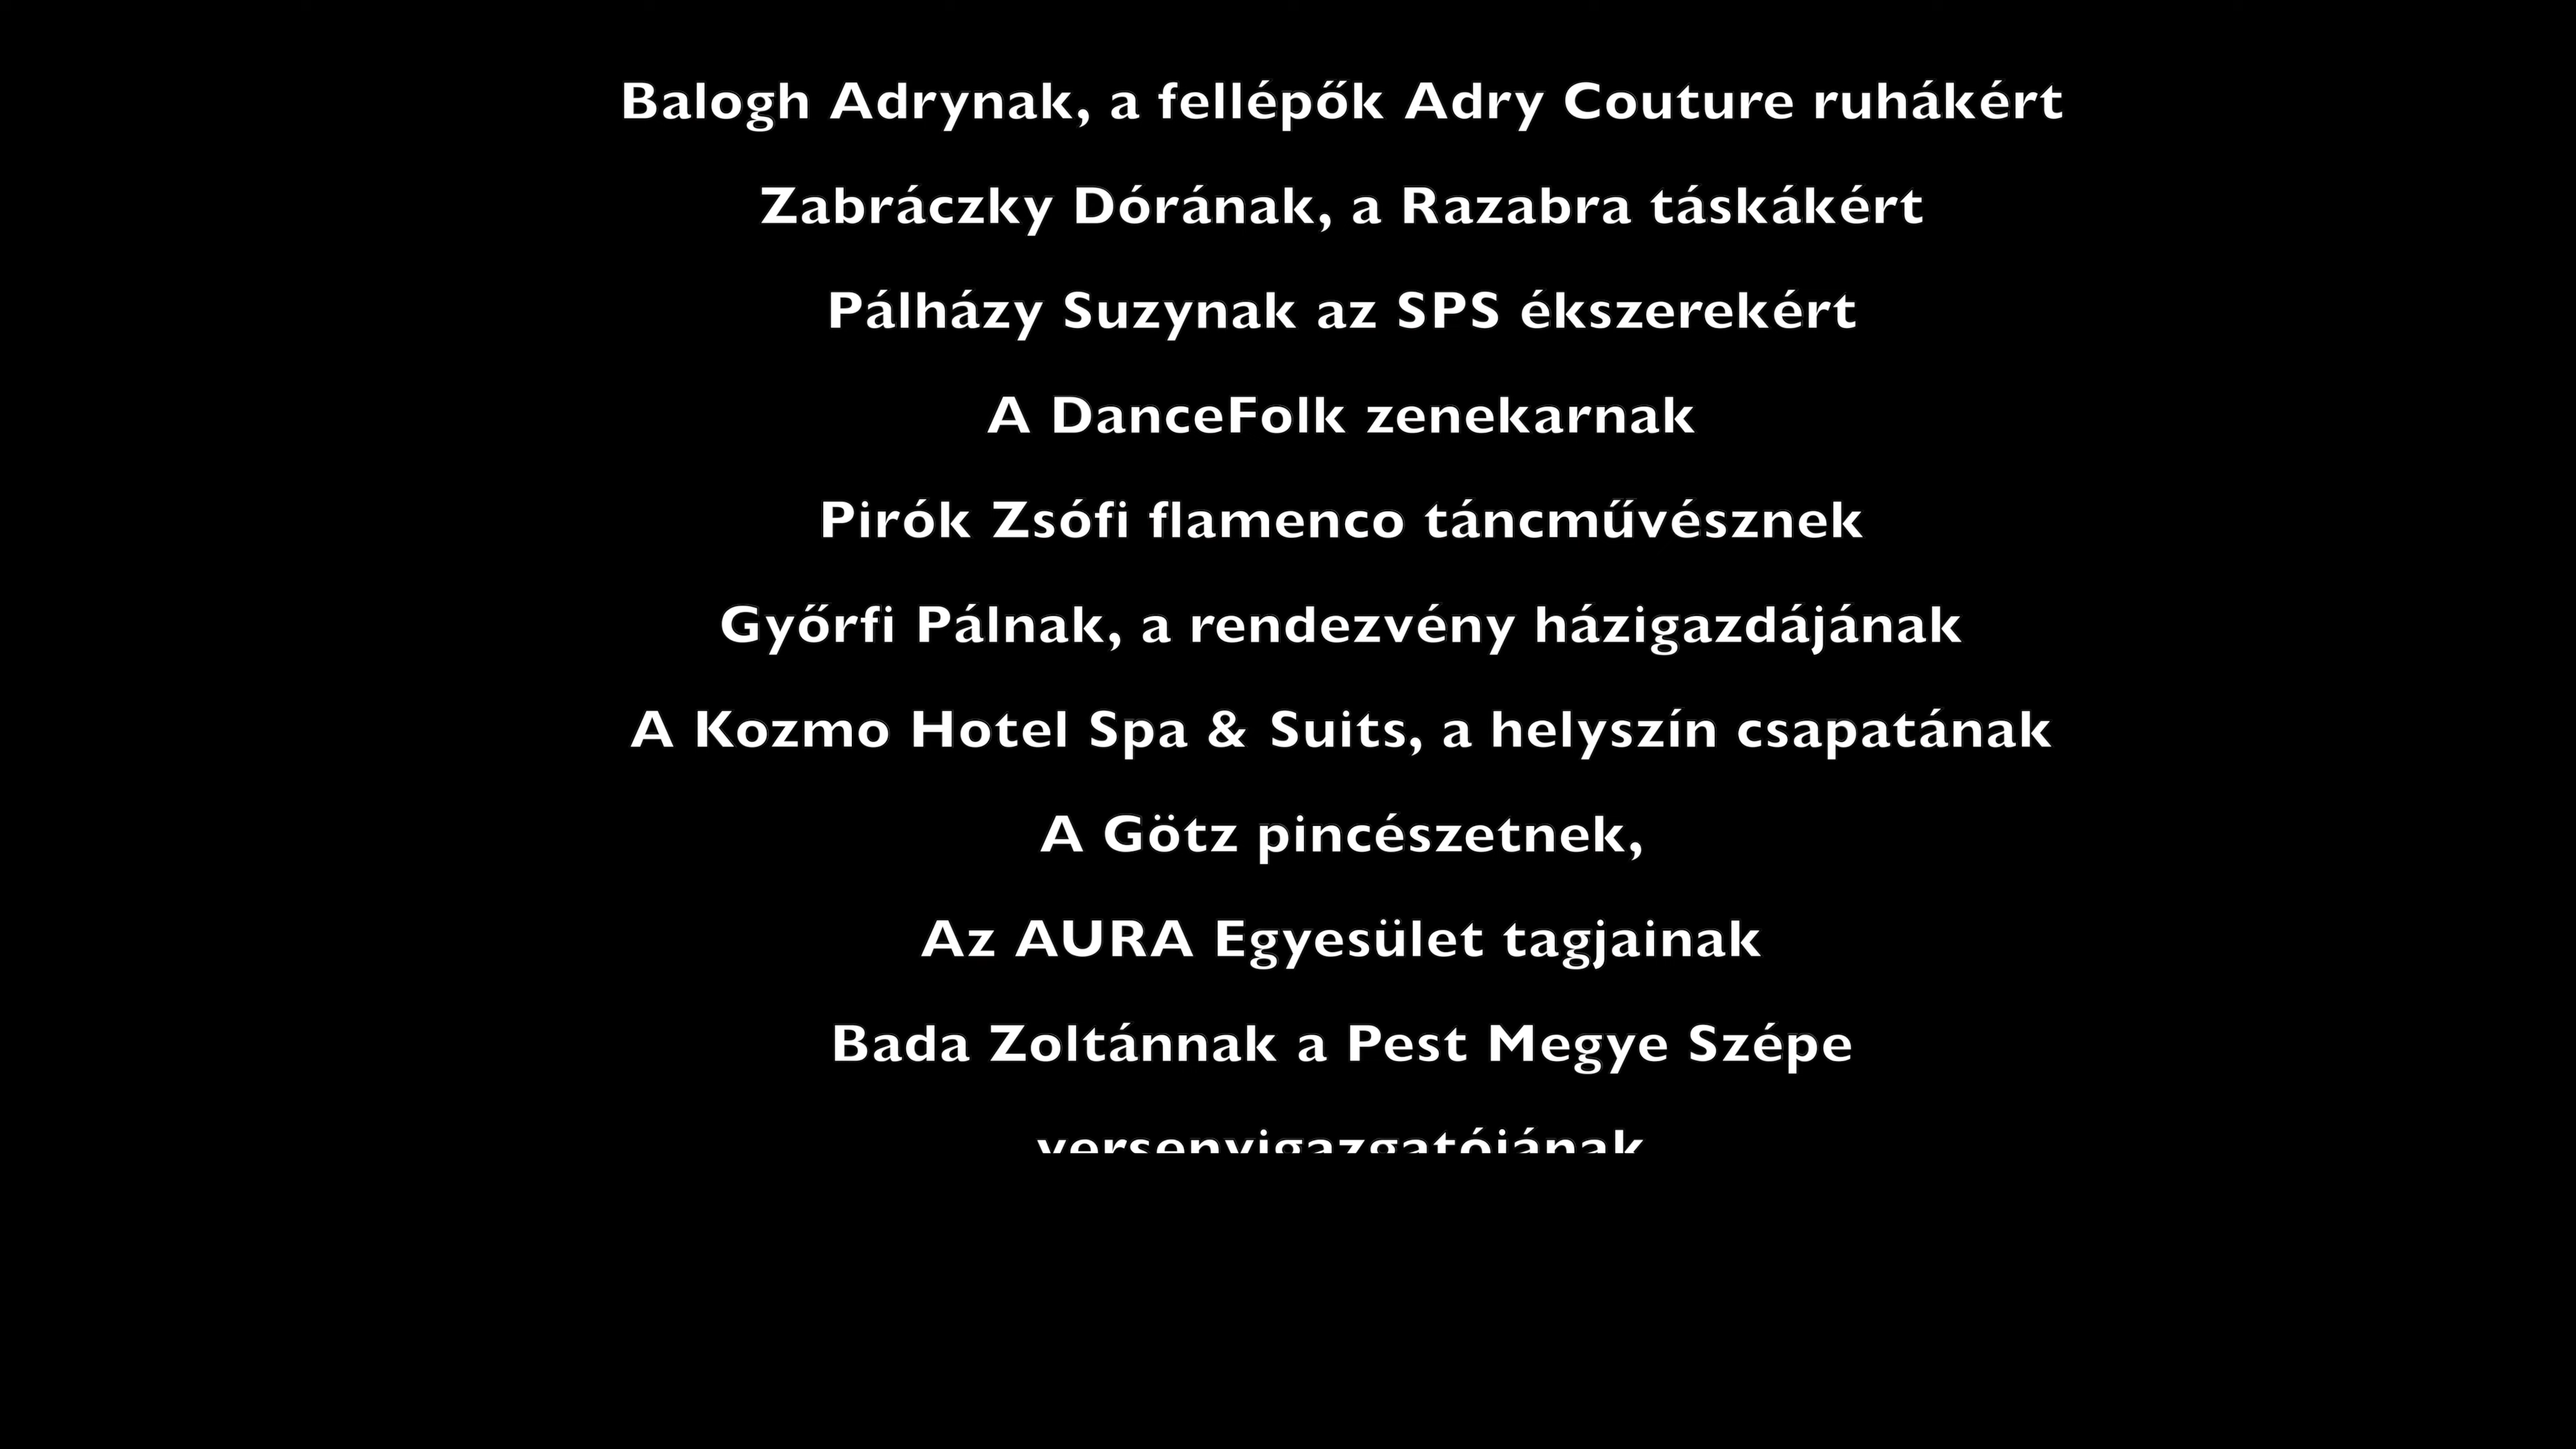 Balogh Adrynak, a fellépők Adry Couture ruhákért
Zabráczky Dórának, a Razabra táskákért
Pálházy Suzynak az SPS ékszerekért
A DanceFolk zenekarnak
Pirók Zsófi flamenco táncművésznek
Győrfi Pálnak, a rendezvény házigazdájának
A Kozmo Hotel Spa & Suits, a helyszín csapatának
A Götz pincészetnek,
Az AURA Egyesület tagjainak
Bada Zoltánnak a Pest Megye Szépe
versenyigazgatójának